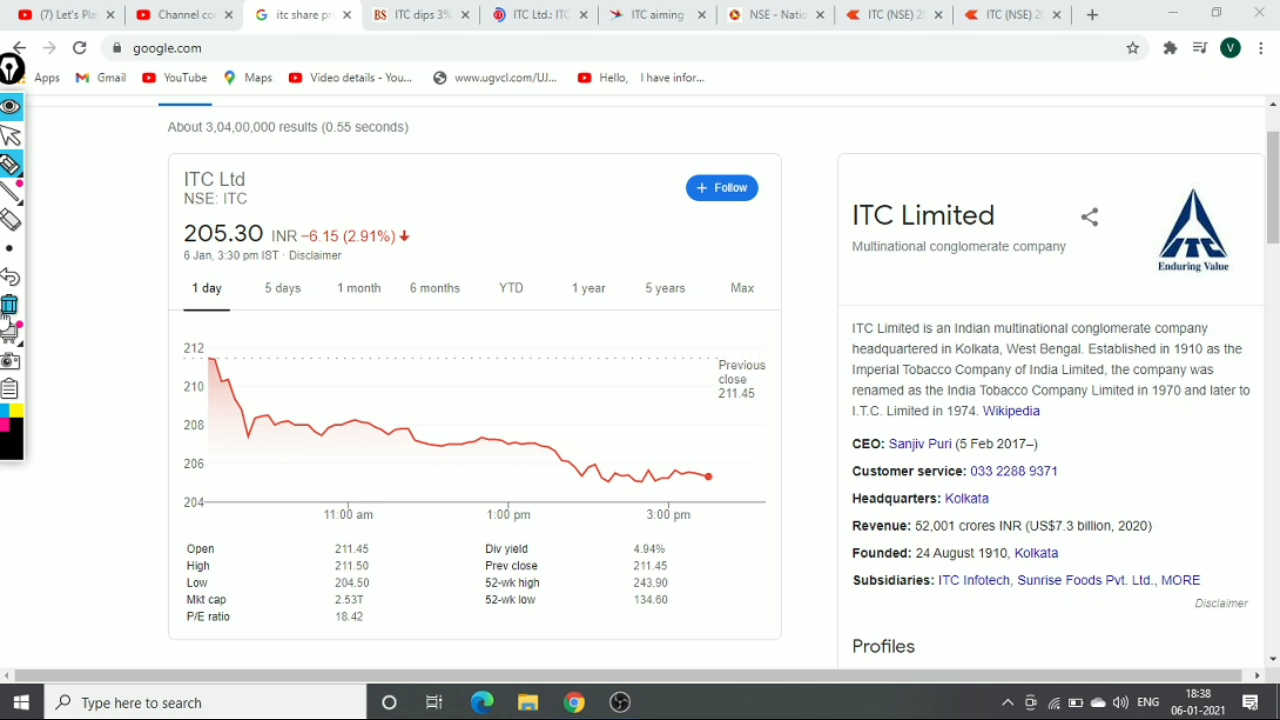 (7) Let's Pla
Channel co
itc share pr
ITC dips 3%
ITC Ltd.: ITC
ITC aiming
NSE - Natio
ITC (NSE) 20
ITC (NSE) 20
google.com
V
Apps
Gmail
YouTube
Maps
Video details - You...
www.ugvcl.com/UJ...
Hello, I have infor...
About 3,04,00,000 results (0.55 seconds)
ITC Ltd
NSE: ITC
+ Follow
205.30 INR −6.15 (2.91%)
6 Jan, 3:30 pm IST · Disclaimer
1 day 5 days 1 month 6 months YTD 1 year 5 years Max
212
210
208
206
204
Previous
close
211.45
11:00 am 1:00 pm 3:00 pm
Open 211.45 Div yield 4.94%
High 211.50 Prev close 211.45
Low 204.50 52-wk high 243.90
Mkt cap 2.53T 52-wk low 134.60
P/E ratio 18.42
ITC Limited
Multinational conglomerate company
ITC
Enduring Value
ITC Limited is an Indian multinational conglomerate company
headquartered in Kolkata, West Bengal. Established in 1910 as the
Imperial Tobacco Company of India Limited, the company was
renamed as the India Tobacco Company Limited in 1970 and later to
I.T.C. Limited in 1974. Wikipedia
CEO: Sanjiv Puri (5 Feb 2017–)
Customer service: 033 2288 9371
Headquarters: Kolkata
Revenue: 52,001 crores INR (US$7.3 billion, 2020)
Founded: 24 August 1910, Kolkata
Subsidiaries: ITC Infotech, Sunrise Foods Pvt. Ltd., MORE
Disclaimer
Profiles
Type here to search
ENG
18:38
06-01-2021